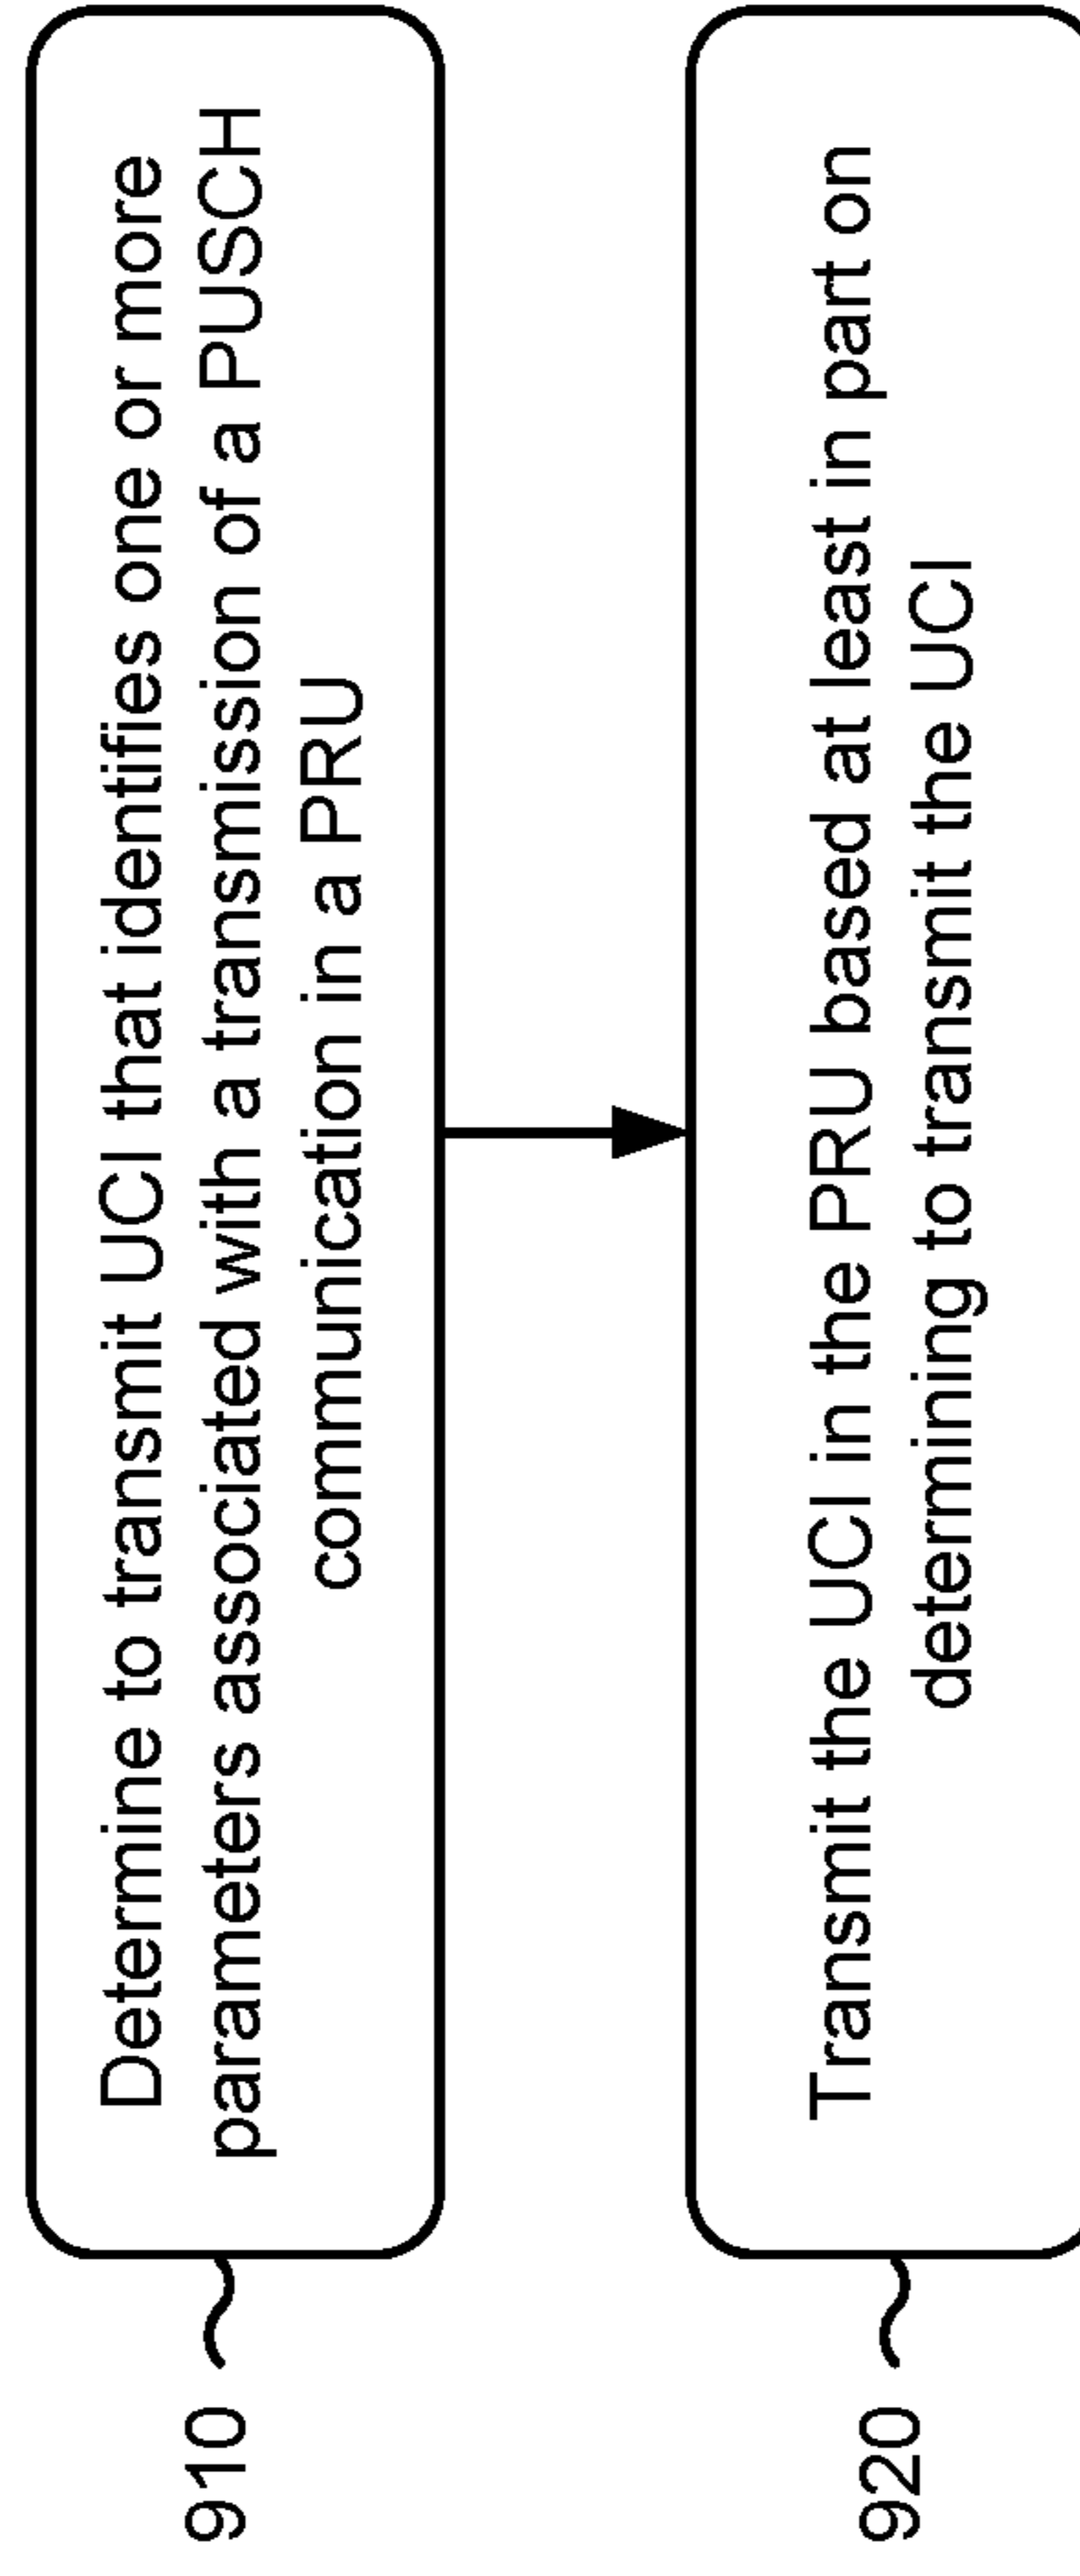 910
Determine to transmit UCI that identifies one or more
parameters associated with a transmission of a PUSCH
communication in a PRU
920
Transmit the UCI in the PRU based at least in part on
determining to transmit the UCI